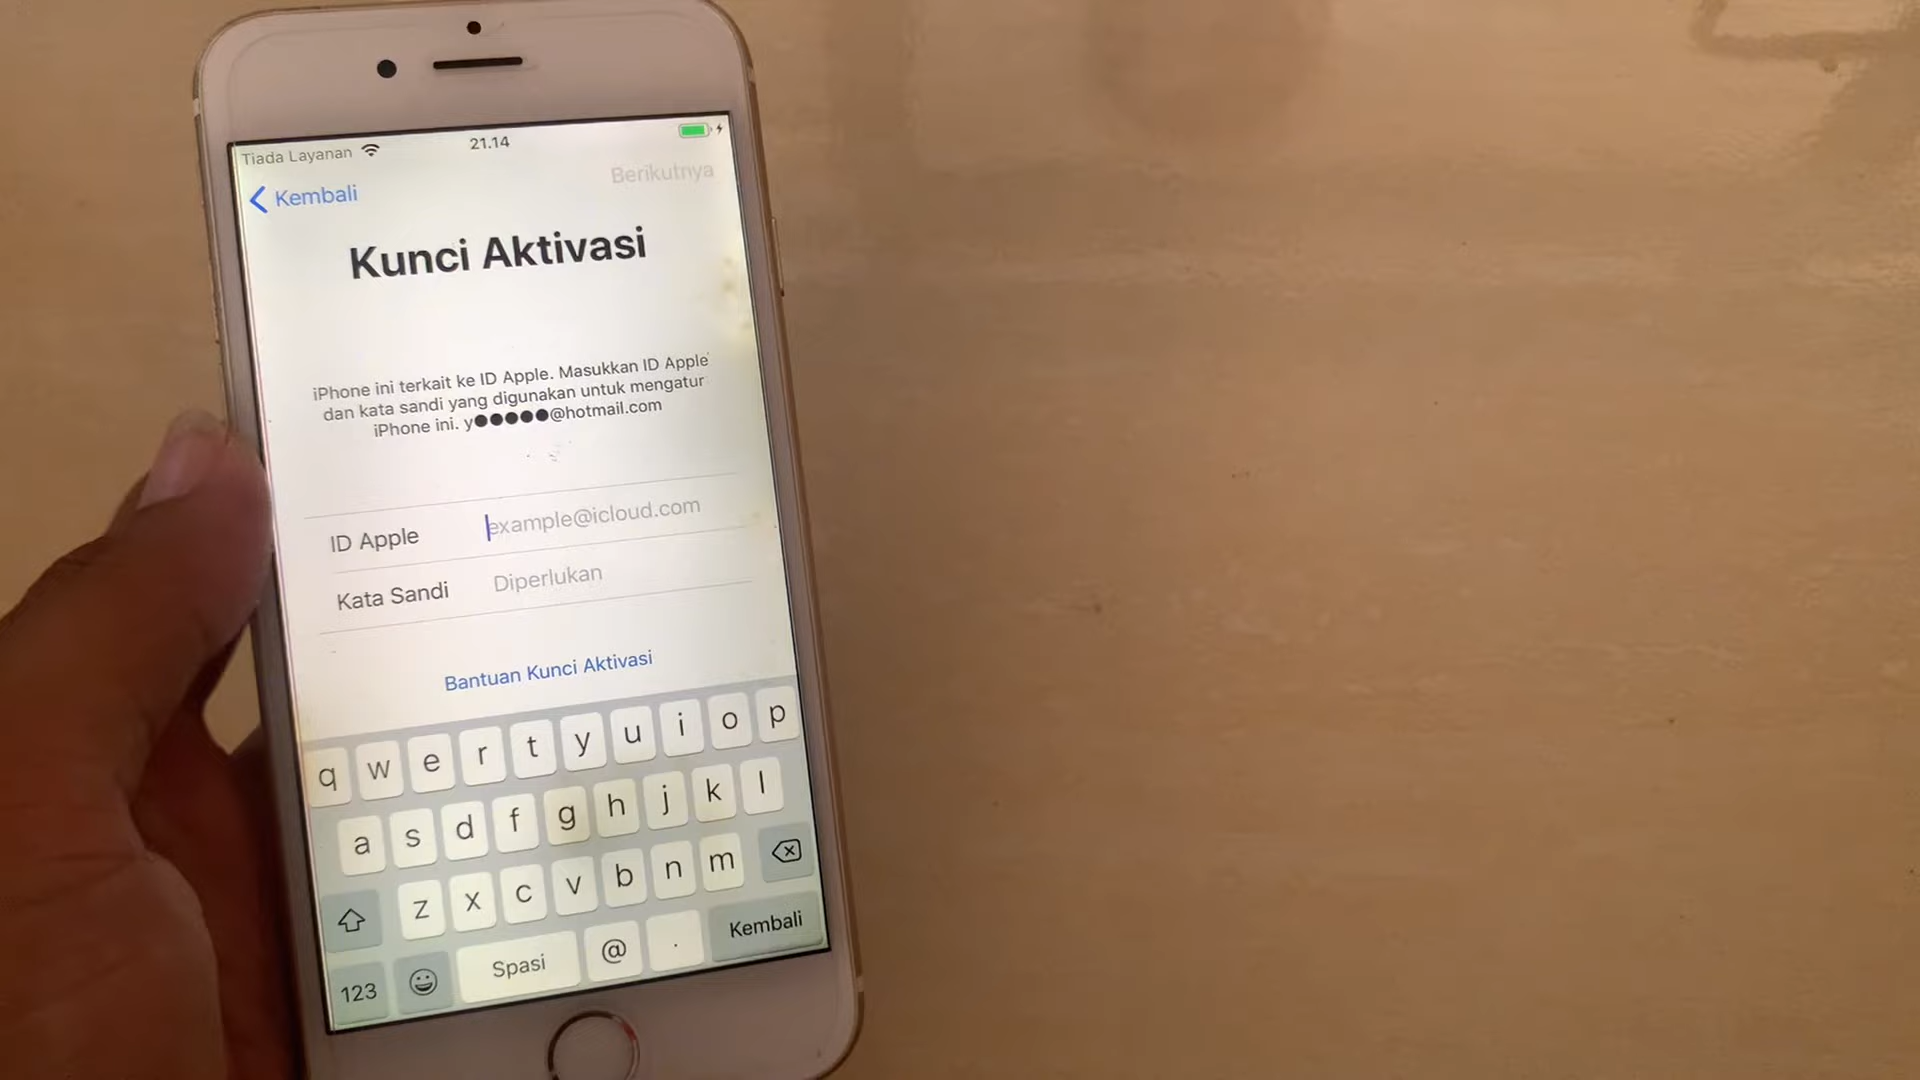 Tiada Layanan
21.14
Kembali
Berikutnya
Kunci Aktivasi
iPhone ini terkait ke ID Apple. Masukkan ID Apple
dan kata sandi yang digunakan untuk mengatur
iPhone ini. y●●●●●@hotmail.com
ID Apple example@icloud.com
Kata Sandi Diperlukan
Bantuan Kunci Aktivasi
q w e r t y u i o p
a s d f g h j k l
z x c v b n m
123 Spasi @ . Kembali